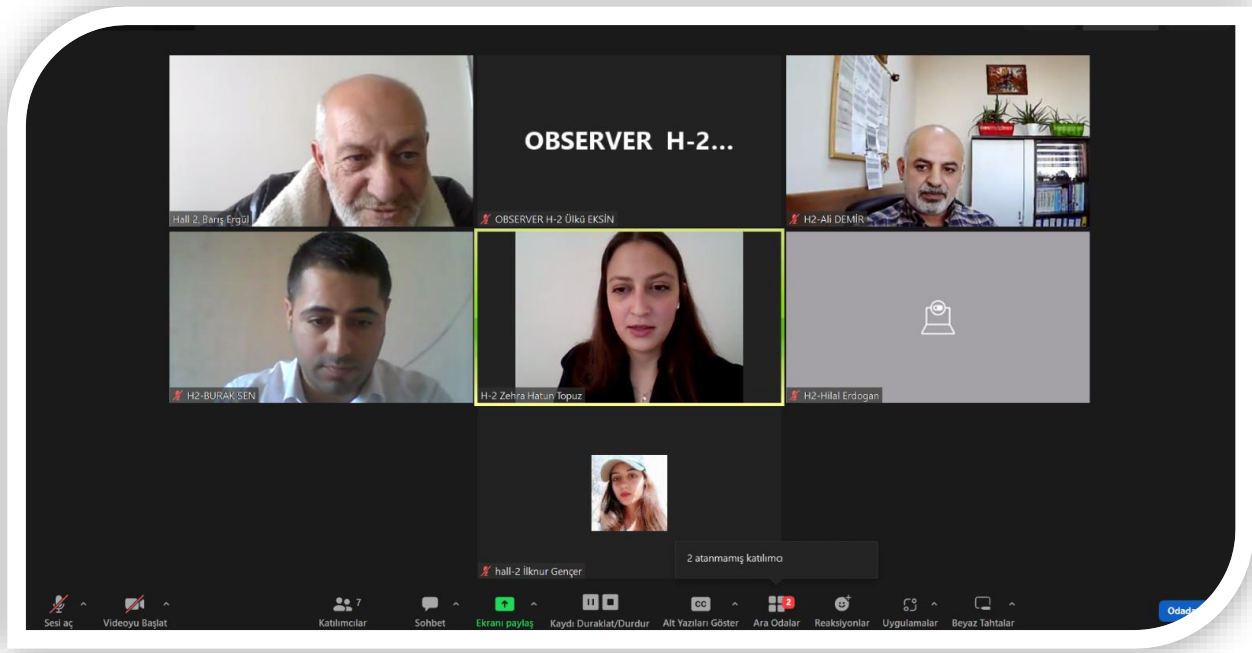 OBSERVER H-2...
Hall 2, Barış Ergül
OBSERVER H-2 Ülkü EKSİN
H2-Ali DEMİR
H2-BURAK SEN
H-2 Zehra Hatun Topuz
H2-Hilal Erdogan
hall-2 İlknur Gençer
2 atanmamış katılımcı
7
CC
2
Sesi aç
Videoyu Başlat
Katılımcılar
Sohbet
Ekranı paylaş
Kaydı Duraklat/Durdur
Alt Yazıları Göster
Ara Odalar
Reaksiyonlar
Uygulamalar
Beyaz Tahtalar